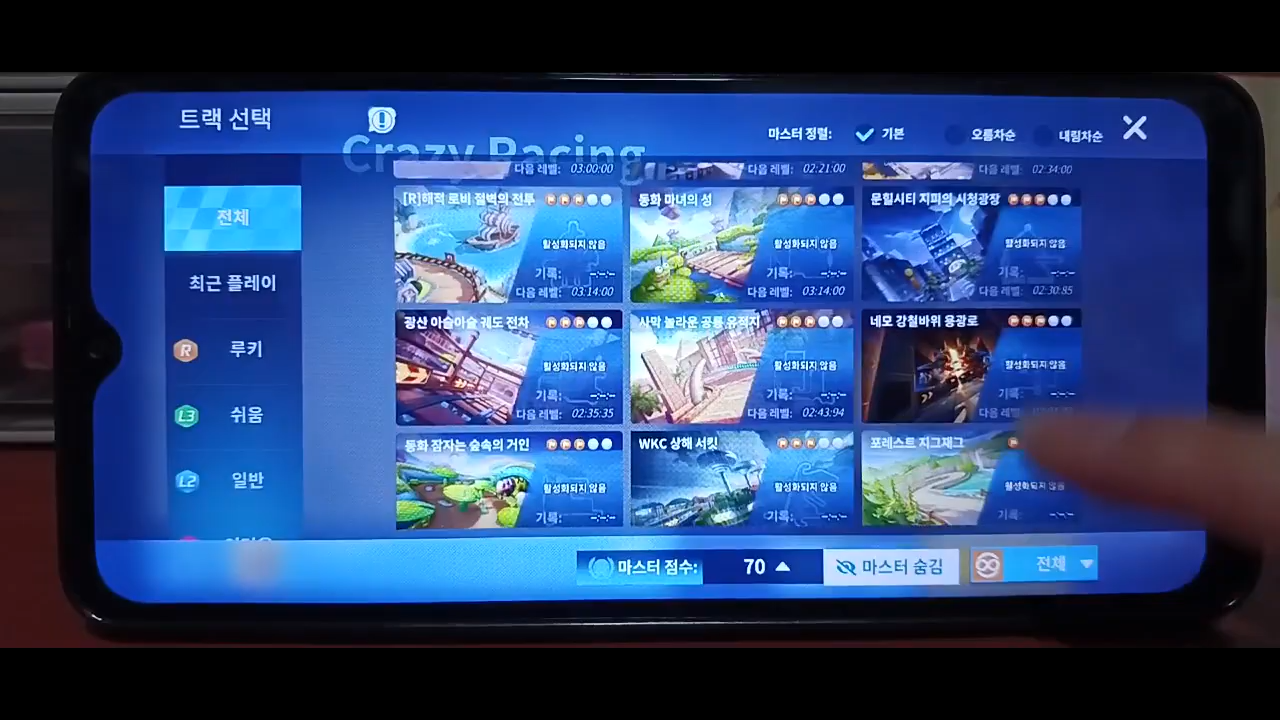 트랙 선택
Crazy Racing
마스터 정렬:
기본
오름차순
내림차순
전체
최근 플레이
R 루키
L3 쉬움
L2 일반
다음 레벨: 03:00:00
다음 레벨: 02:21:00
다음 레벨: 02:34:00
[R]해적 로비 절벽의 전투
활성화되지 않음
기록: --:--:--
다음 레벨: 03:14:00
동화 마녀의 성
활성화되지 않음
기록: --:--:--
다음 레벨: 03:14:00
문힐시티 지피의 시청광장
활성화되지 않음
기록: --:--:--
다음 레벨: 02:30:85
광산 아슬아슬 궤도 전차
활성화되지 않음
기록: --:--:--
다음 레벨: 02:35:35
사막 놀라운 공룡 유적지
활성화되지 않음
기록: --:--:--
다음 레벨: 02:43:94
네모 강철바위 용광로
활성화되지 않음
기록: --:--:--
다음 레벨:
동화 잠자는 숲속의 거인
활성화되지 않음
기록: --:--:--
WKC 상해 서킷
활성화되지 않음
기록: --:--:--
포레스트 지그재그
활성화되지 않음
기록: --:--:--
마스터 점수: 70
마스터 숨김
전체